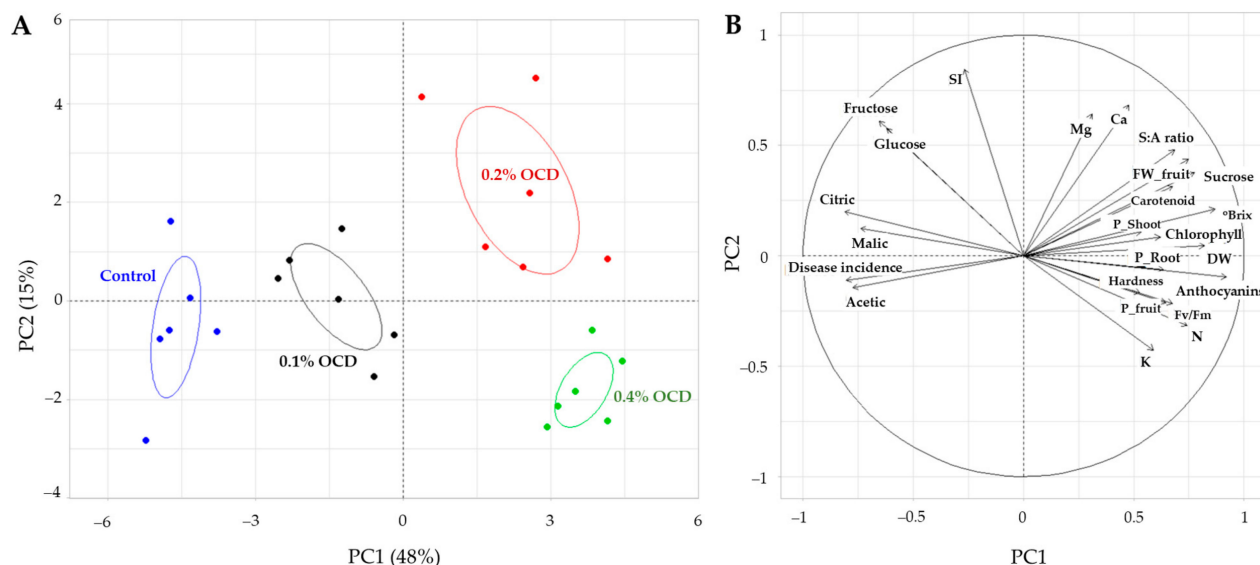 A
6
4
2
0
−2
−4
−6
−3
0
3
6
PC2 (15%)
PC1 (48%)
Control
0.1% OCD
0.2% OCD
0.4% OCD
B
1
0.5
0
−0.5
−1
−1
−0.5
0
0.5
1
PC2
PC1
SI
Fructose
Glucose
Citric
Malic
Disease incidence
Acetic
Mg
Ca
S:A ratio
FW_fruit
Sucrose
Carotenoid
ºBrix
P_Shoot
Chlorophyll
P_Root
DW
Hardness
Anthocyanins
P_fruit
Fv/Fm
N
K